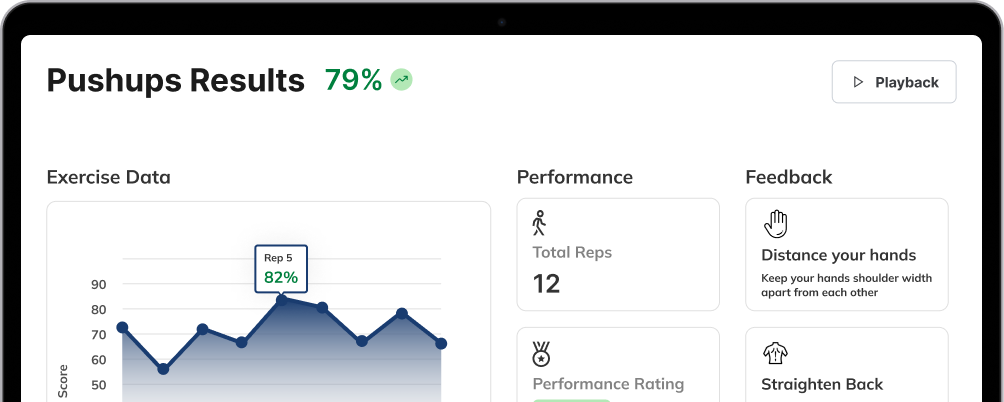 Pushups Results 79%
Playback
Exercise Data
Rep 5
82%
90
80
70
60
50
Score
Performance
Total Reps
12
Performance Rating
Feedback
Distance your hands
Keep your hands shoulder width
apart from each other
Straighten Back